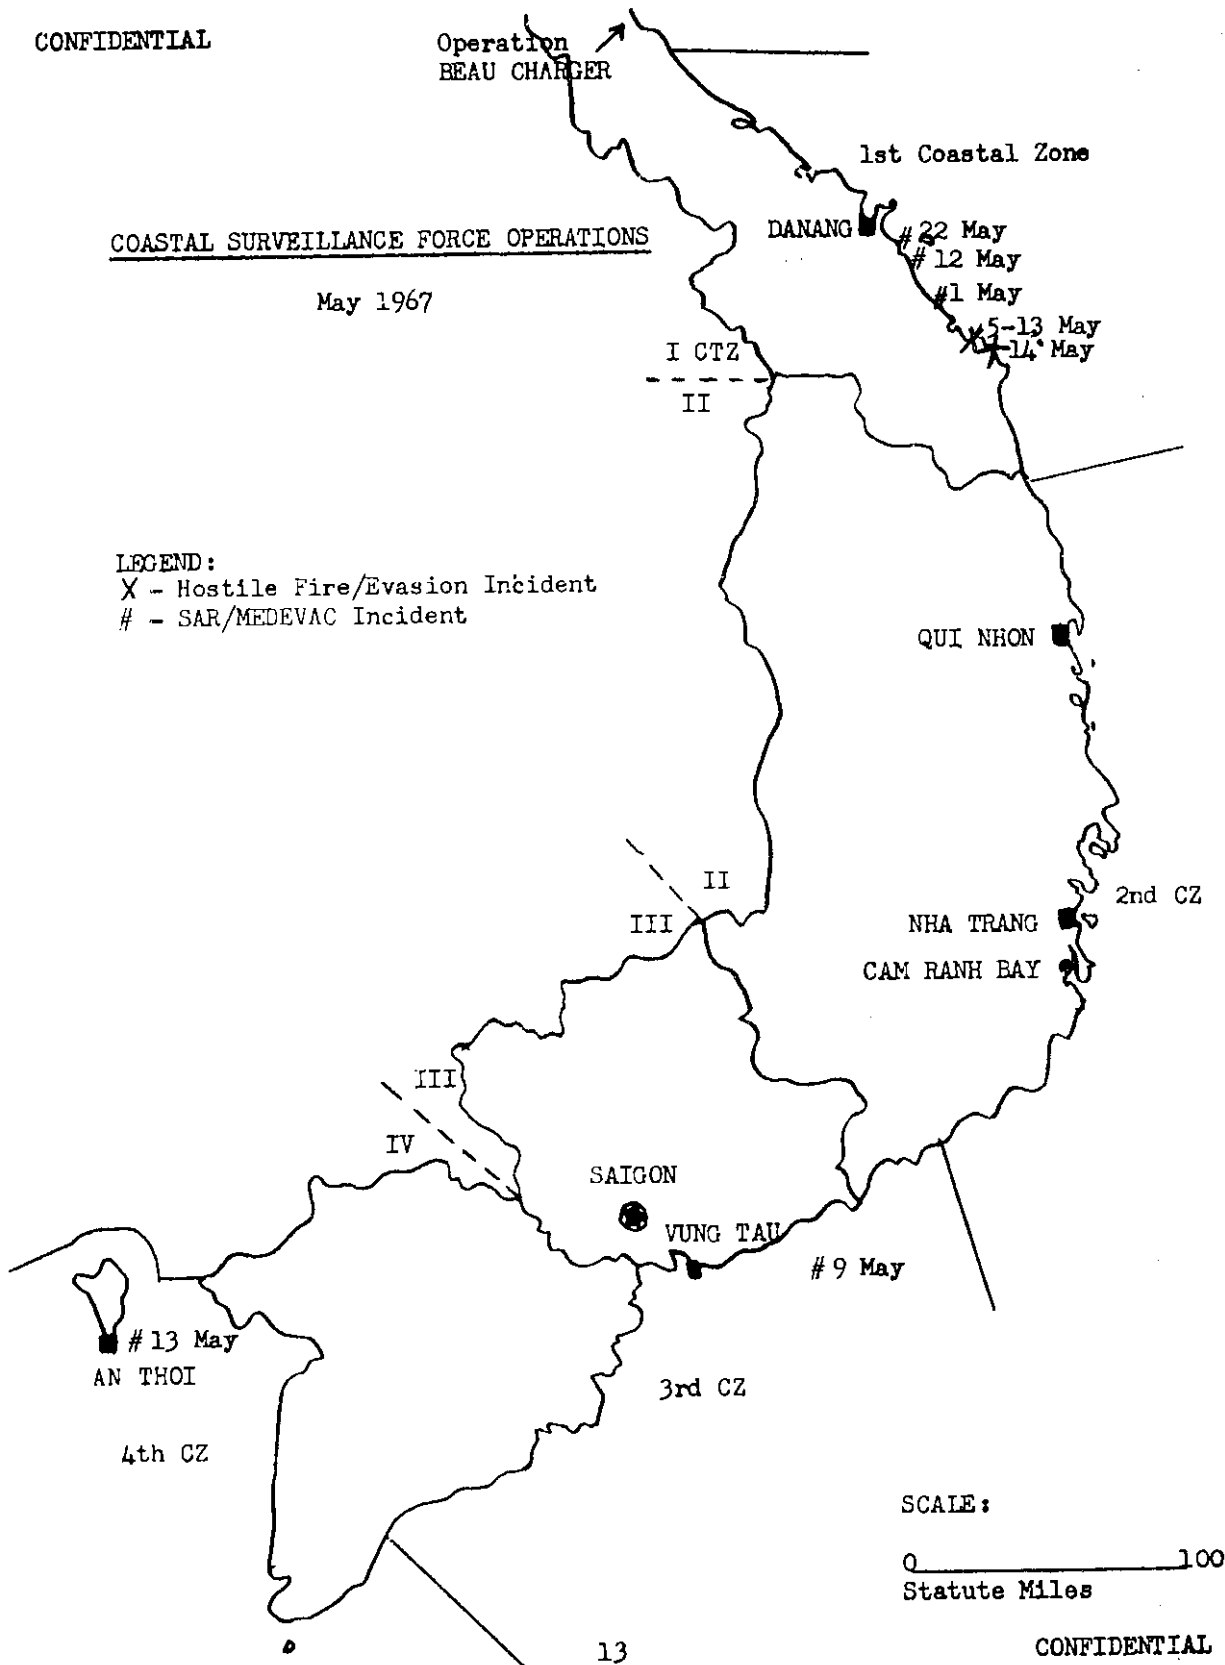 CONFIDENTIAL
Operation
BEAU CHARGER
1st Coastal Zone
DANANG
# 22 May
# 12 May
#1 May
COASTAL SURVEILLANCE FORCE OPERATIONS
May 1967
5-13 May
-14 May
I CTZ
II
LEGEND:
X - Hostile Fire/Evasion Incident
# - SAR/MEDEVAC Incident
QUI NHON
II
III
2nd CZ
NHA TRANG
CAM RANH BAY
III
IV
SAIGON
VUNG TAU
# 9 May
# 13 May
AN THOI
3rd CZ
4th CZ
SCALE:
0 100
Statute Miles
13
CONFIDENTIAL